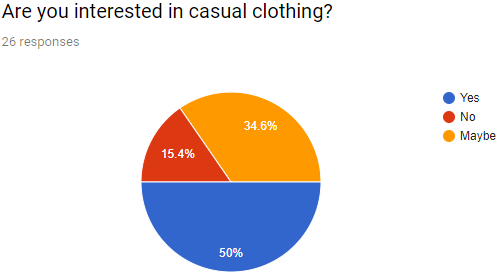 Are you interested in casual clothing?
26 responses
Yes
No
Maybe
34.6%
15.4%
50%